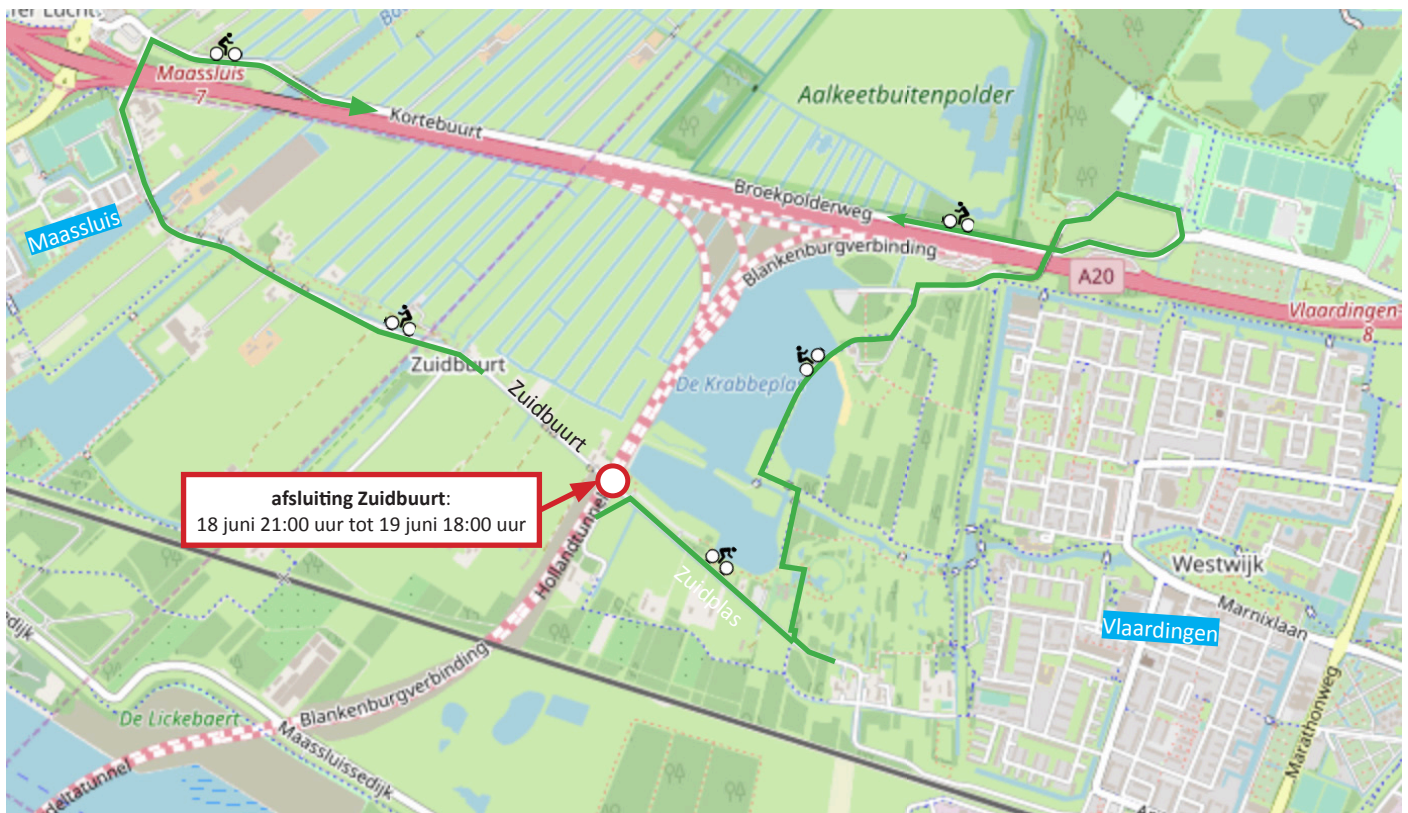 Maassluis
7
Kortebuurt
Aalkeetbuitenpolder
Broekpolderweg
Blankenburgverbinding
A20
Vlaardingen
8
Maassluis
Zuidbuurt
Zuidbuurt
De Krabbeplas
afsluiting Zuidbuurt:
18 juni 21:00 uur tot 19 juni 18:00 uur
Hollandtunnel
Zuidplas
Westwijk
Marnixlaan
Vlaardingen
Marathonweg
Blankenburgverbinding
De Lickebaert
Maassluissedijk
deltatunnel